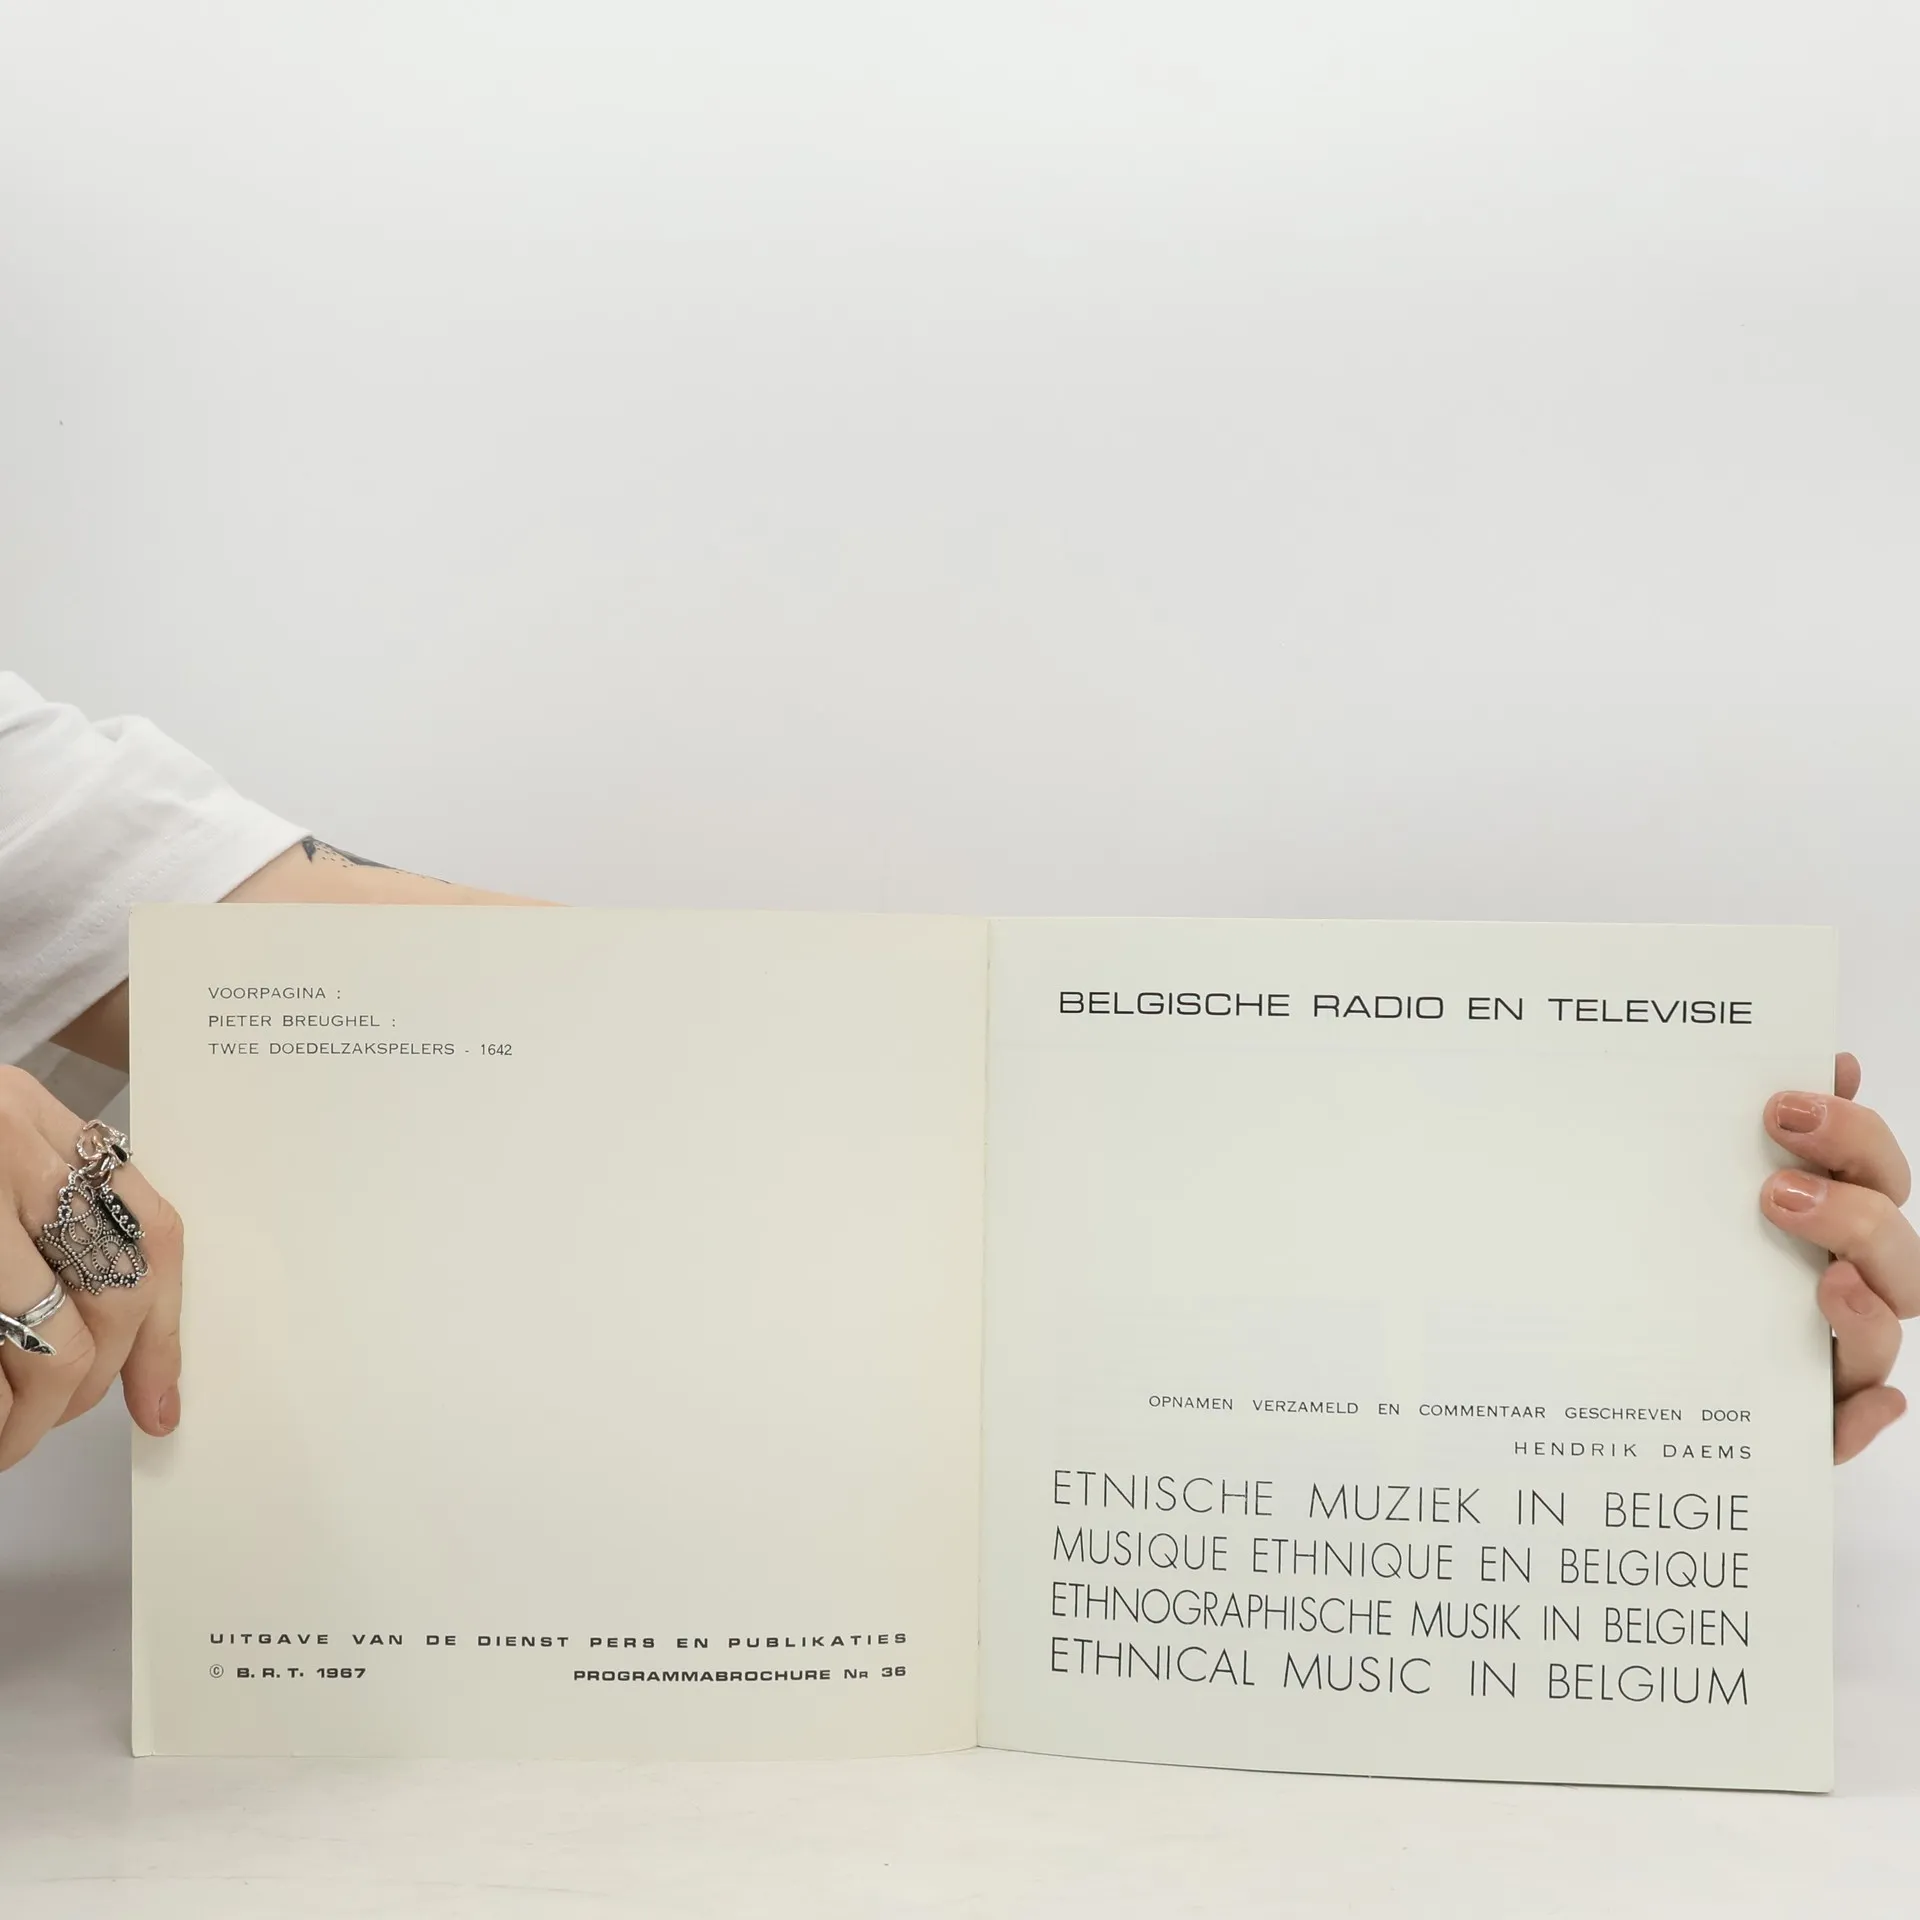 VOORPAGINA :
PIETER BREUGHEL :
TWEE DOEDELZAKSPELERS - 1642
UITGAVE VAN DE DIENST PERS EN PUBLIKATIES
© B. R. T. 1967 PROGRAMMABROCHURE NR 36
BELGISCHE RADIO EN TELEVISIE
OPNAMEN VERZAMELD EN COMMENTAAR GESCHREVEN DOOR
HENDRIK DAEMS
ETNISCHE MUZIEK IN BELGIE
MUSIQUE ETHNIQUE EN BELGIQUE
ETHNOGRAPHISCHE MUSIK IN BELGIEN
ETHNICAL MUSIC IN BELGIUM